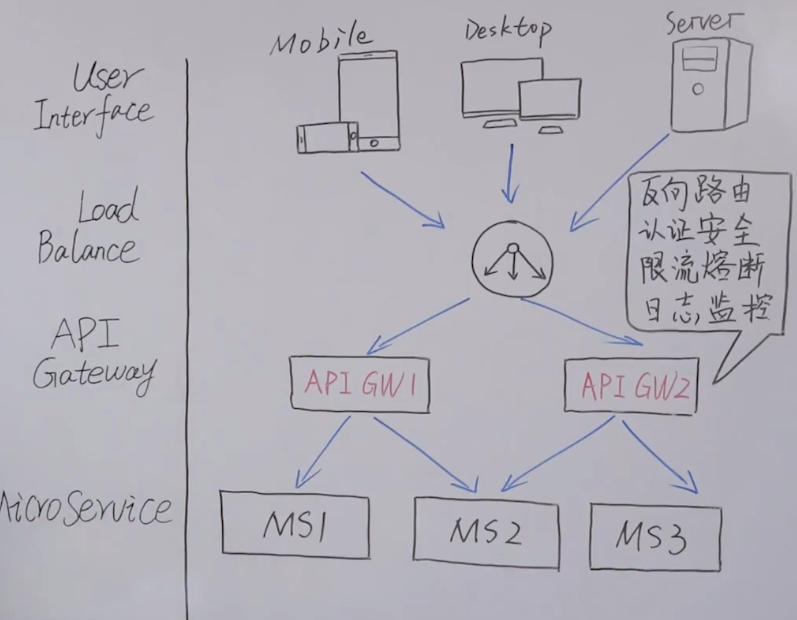 Mobile
Desktop
Server
User
Interface
Load
Balance
反向路由
认证安全
限流熔断
日志,监控
API
Gateway
API GW1
API GW2
MicroService
MS1
MS2
MS3